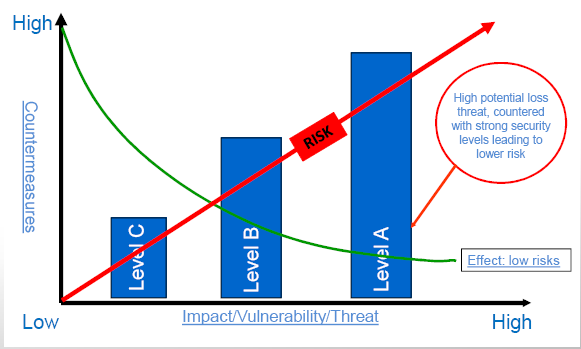 High
Countermeasures
RISK
High potential loss
threat, countered
with strong security
levels leading to
lower risk
Level C
Level B
Level A
Effect: low risks
Low
Impact/Vulnerability/Threat
High